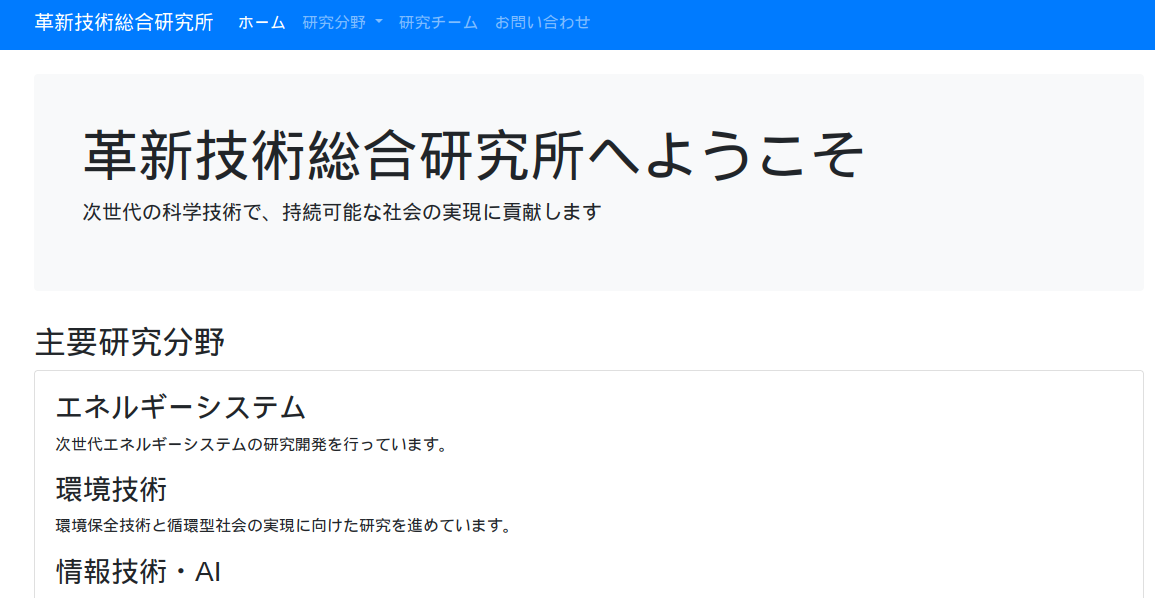 革新技術総合研究所 ホーム 研究分野 研究チーム お問い合わせ
革新技術総合研究所へようこそ
次世代の科学技術で、持続可能な社会の実現に貢献します
主要研究分野
エネルギーシステム
次世代エネルギーシステムの研究開発を行っています。
環境技術
環境保全技術と循環型社会の実現に向けた研究を進めています。
情報技術・AI